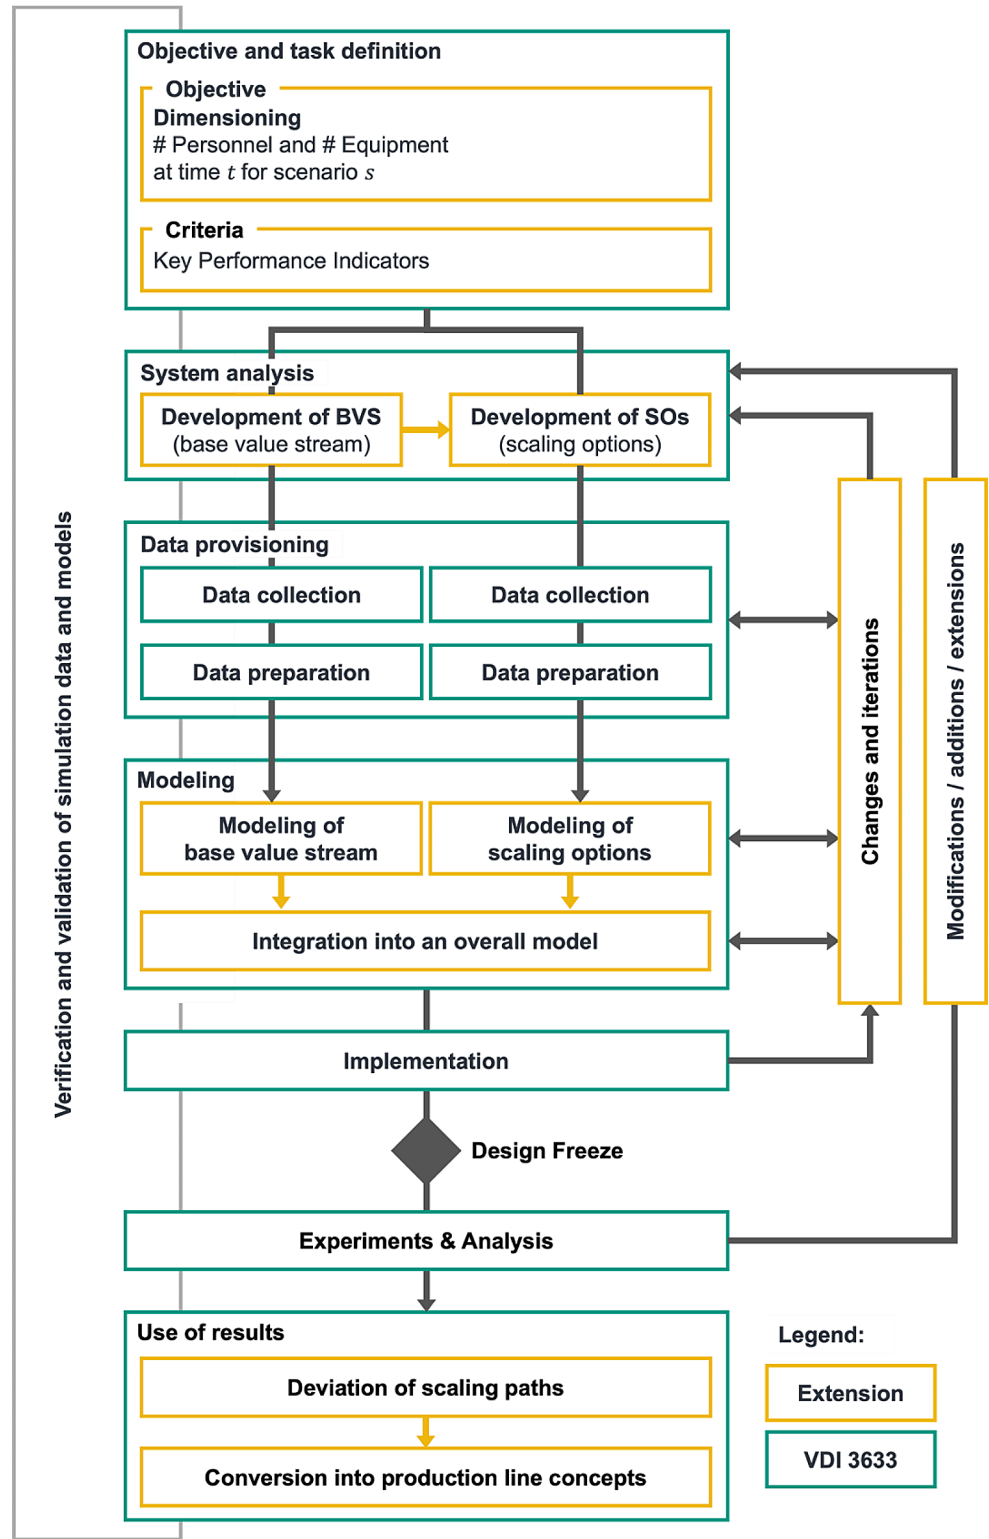 Objective and task definition
Objective
Dimensioning
# Personnel and # Equipment
at time t for scenario s
Criteria
Key Performance Indicators
System analysis
Development of BVS
(base value stream)
Development of SOs
(scaling options)
Data provisioning
Data collection
Data collection
Data preparation
Data preparation
Modeling
Modeling of
base value stream
Modeling of
scaling options
Integration into an overall model
Implementation
Design Freeze
Experiments & Analysis
Use of results
Deviation of scaling paths
Conversion into production line concepts
Verification and validation of simulation data and models
Changes and iterations
Modifications / additions / extensions
Legend:
Extension
VDI 3633